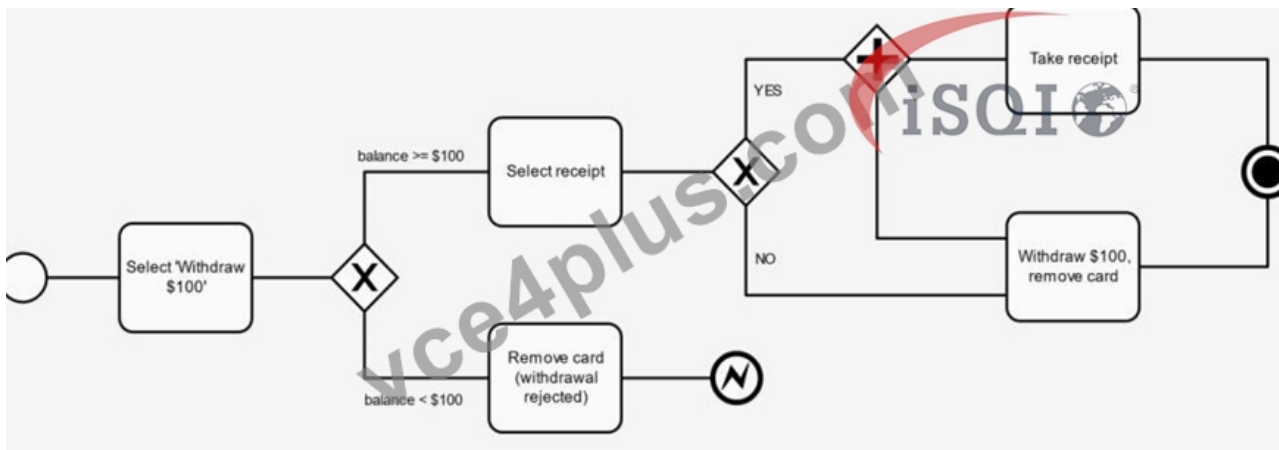 Select 'Withdraw
$100'
balance >= $100
balance < $100
X
Select receipt
Remove card
(withdrawal
rejected)
X
YES
NO
Take receipt
Withdraw $100,
remove card
iSQI
®
vce4plus.com